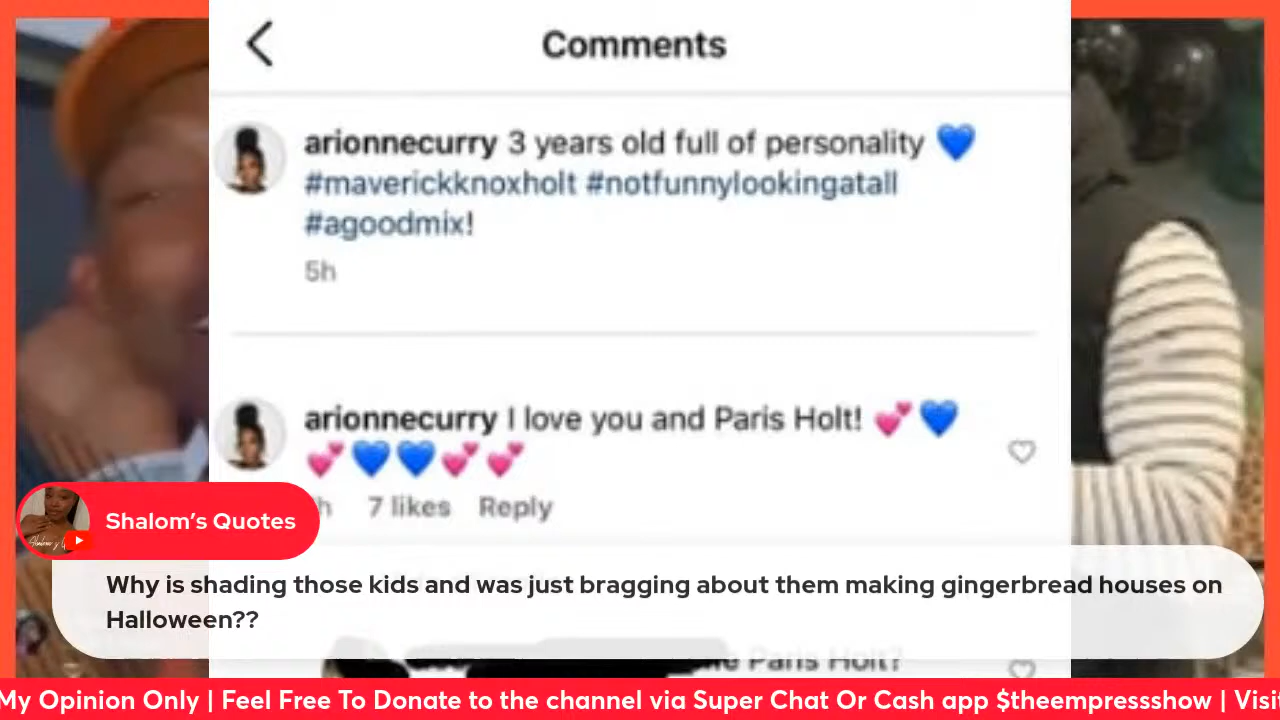 Comments
arionnecurry 3 years old full of personality 💙
#maverickknoxholt #notfunnylookingatall
#agoodmix!
5h
arionnecurry I love you and Paris Holt! 💕💙
💕💙💙💕💕
h 7 likes Reply
Shalom's Quotes
Why is shading those kids and was just bragging about them making gingerbread houses on
Halloween??
Paris Holt?
My Opinion Only | Feel Free To Donate to the channel via Super Chat Or Cash app $theempressshow | Visi